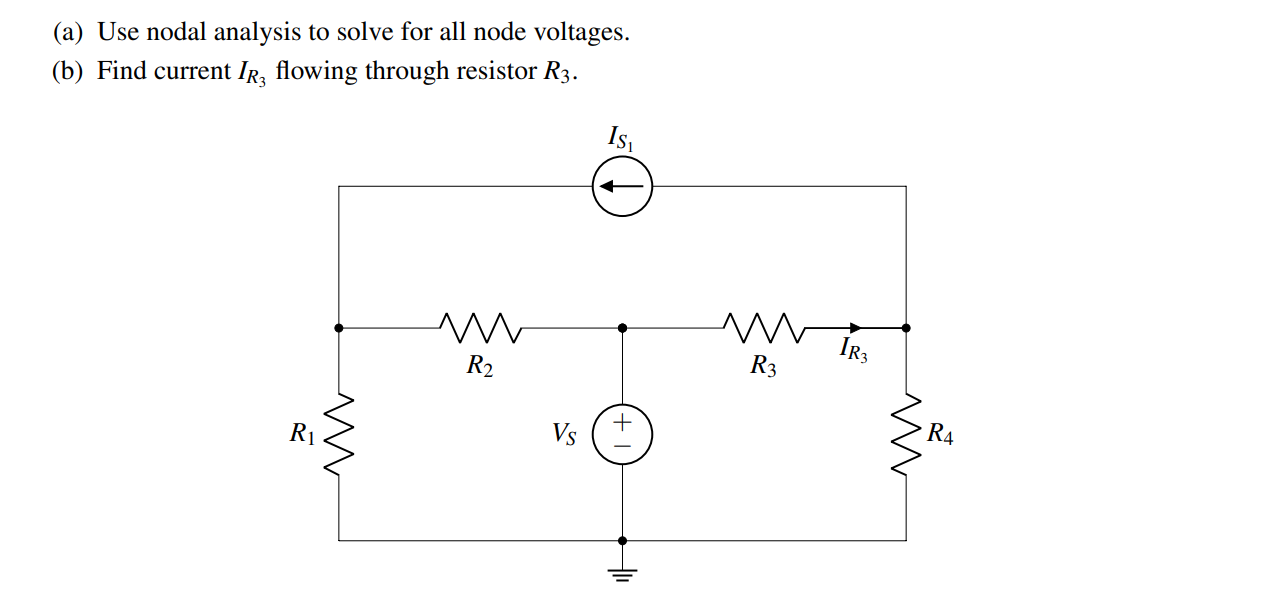 (a) Use nodal analysis to solve for all node voltages.
(b) Find current I_{R_3} flowing through resistor R_3.
I_{S_1}
R_2
R_3
I_{R_3}
R_1
V_S
+
−
R_4